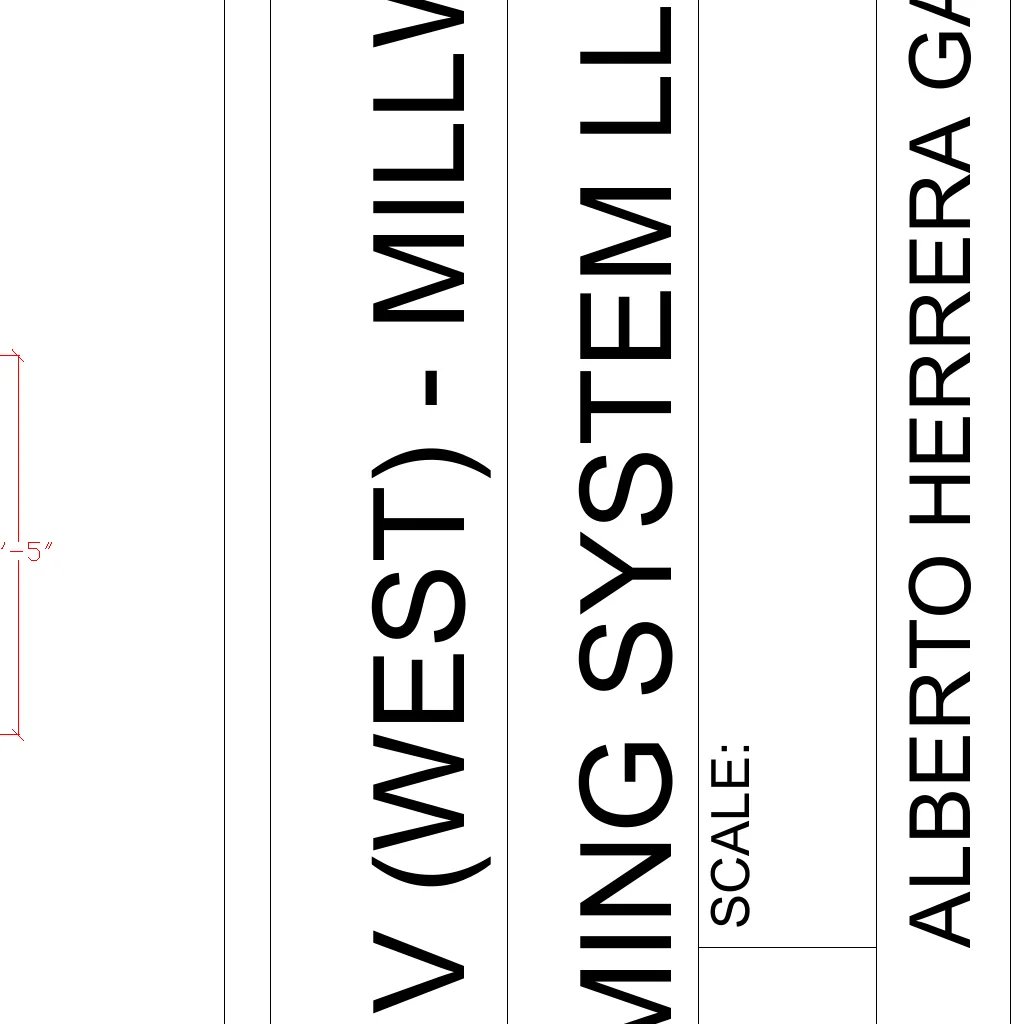 '-5"
V (WEST) - MILLV
MING SYSTEM LL
SCALE:
ALBERTO HERRERA GA